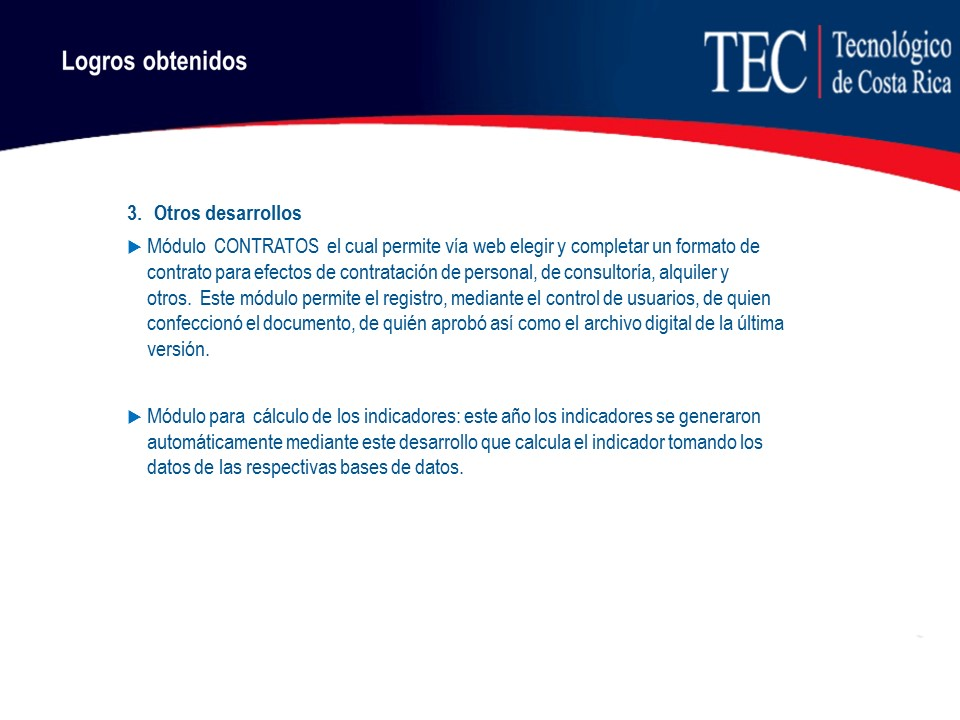 Logros obtenidos
TEC | Tecnológico
de Costa Rica
3. Otros desarrollos
▶ Módulo CONTRATOS el cual permite vía web elegir y completar un formato de
contrato para efectos de contratación de personal, de consultoría, alquiler y
otros. Este módulo permite el registro, mediante el control de usuarios, de quien
confeccionó el documento, de quién aprobó así como el archivo digital de la última
versión.
▶ Módulo para cálculo de los indicadores: este año los indicadores se generaron
automáticamente mediante este desarrollo que calcula el indicador tomando los
datos de las respectivas bases de datos.